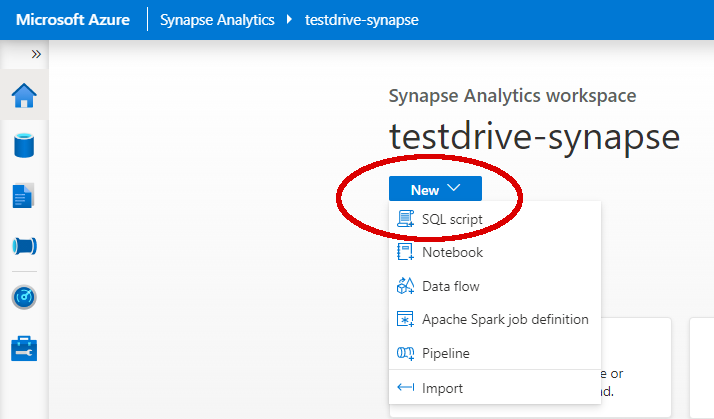 Microsoft Azure Synapse Analytics testdrive-synapse
Synapse Analytics workspace
testdrive-synapse
New
SQL script
Notebook
Data flow
Apache Spark job definition
Pipeline
e or
Import
d.